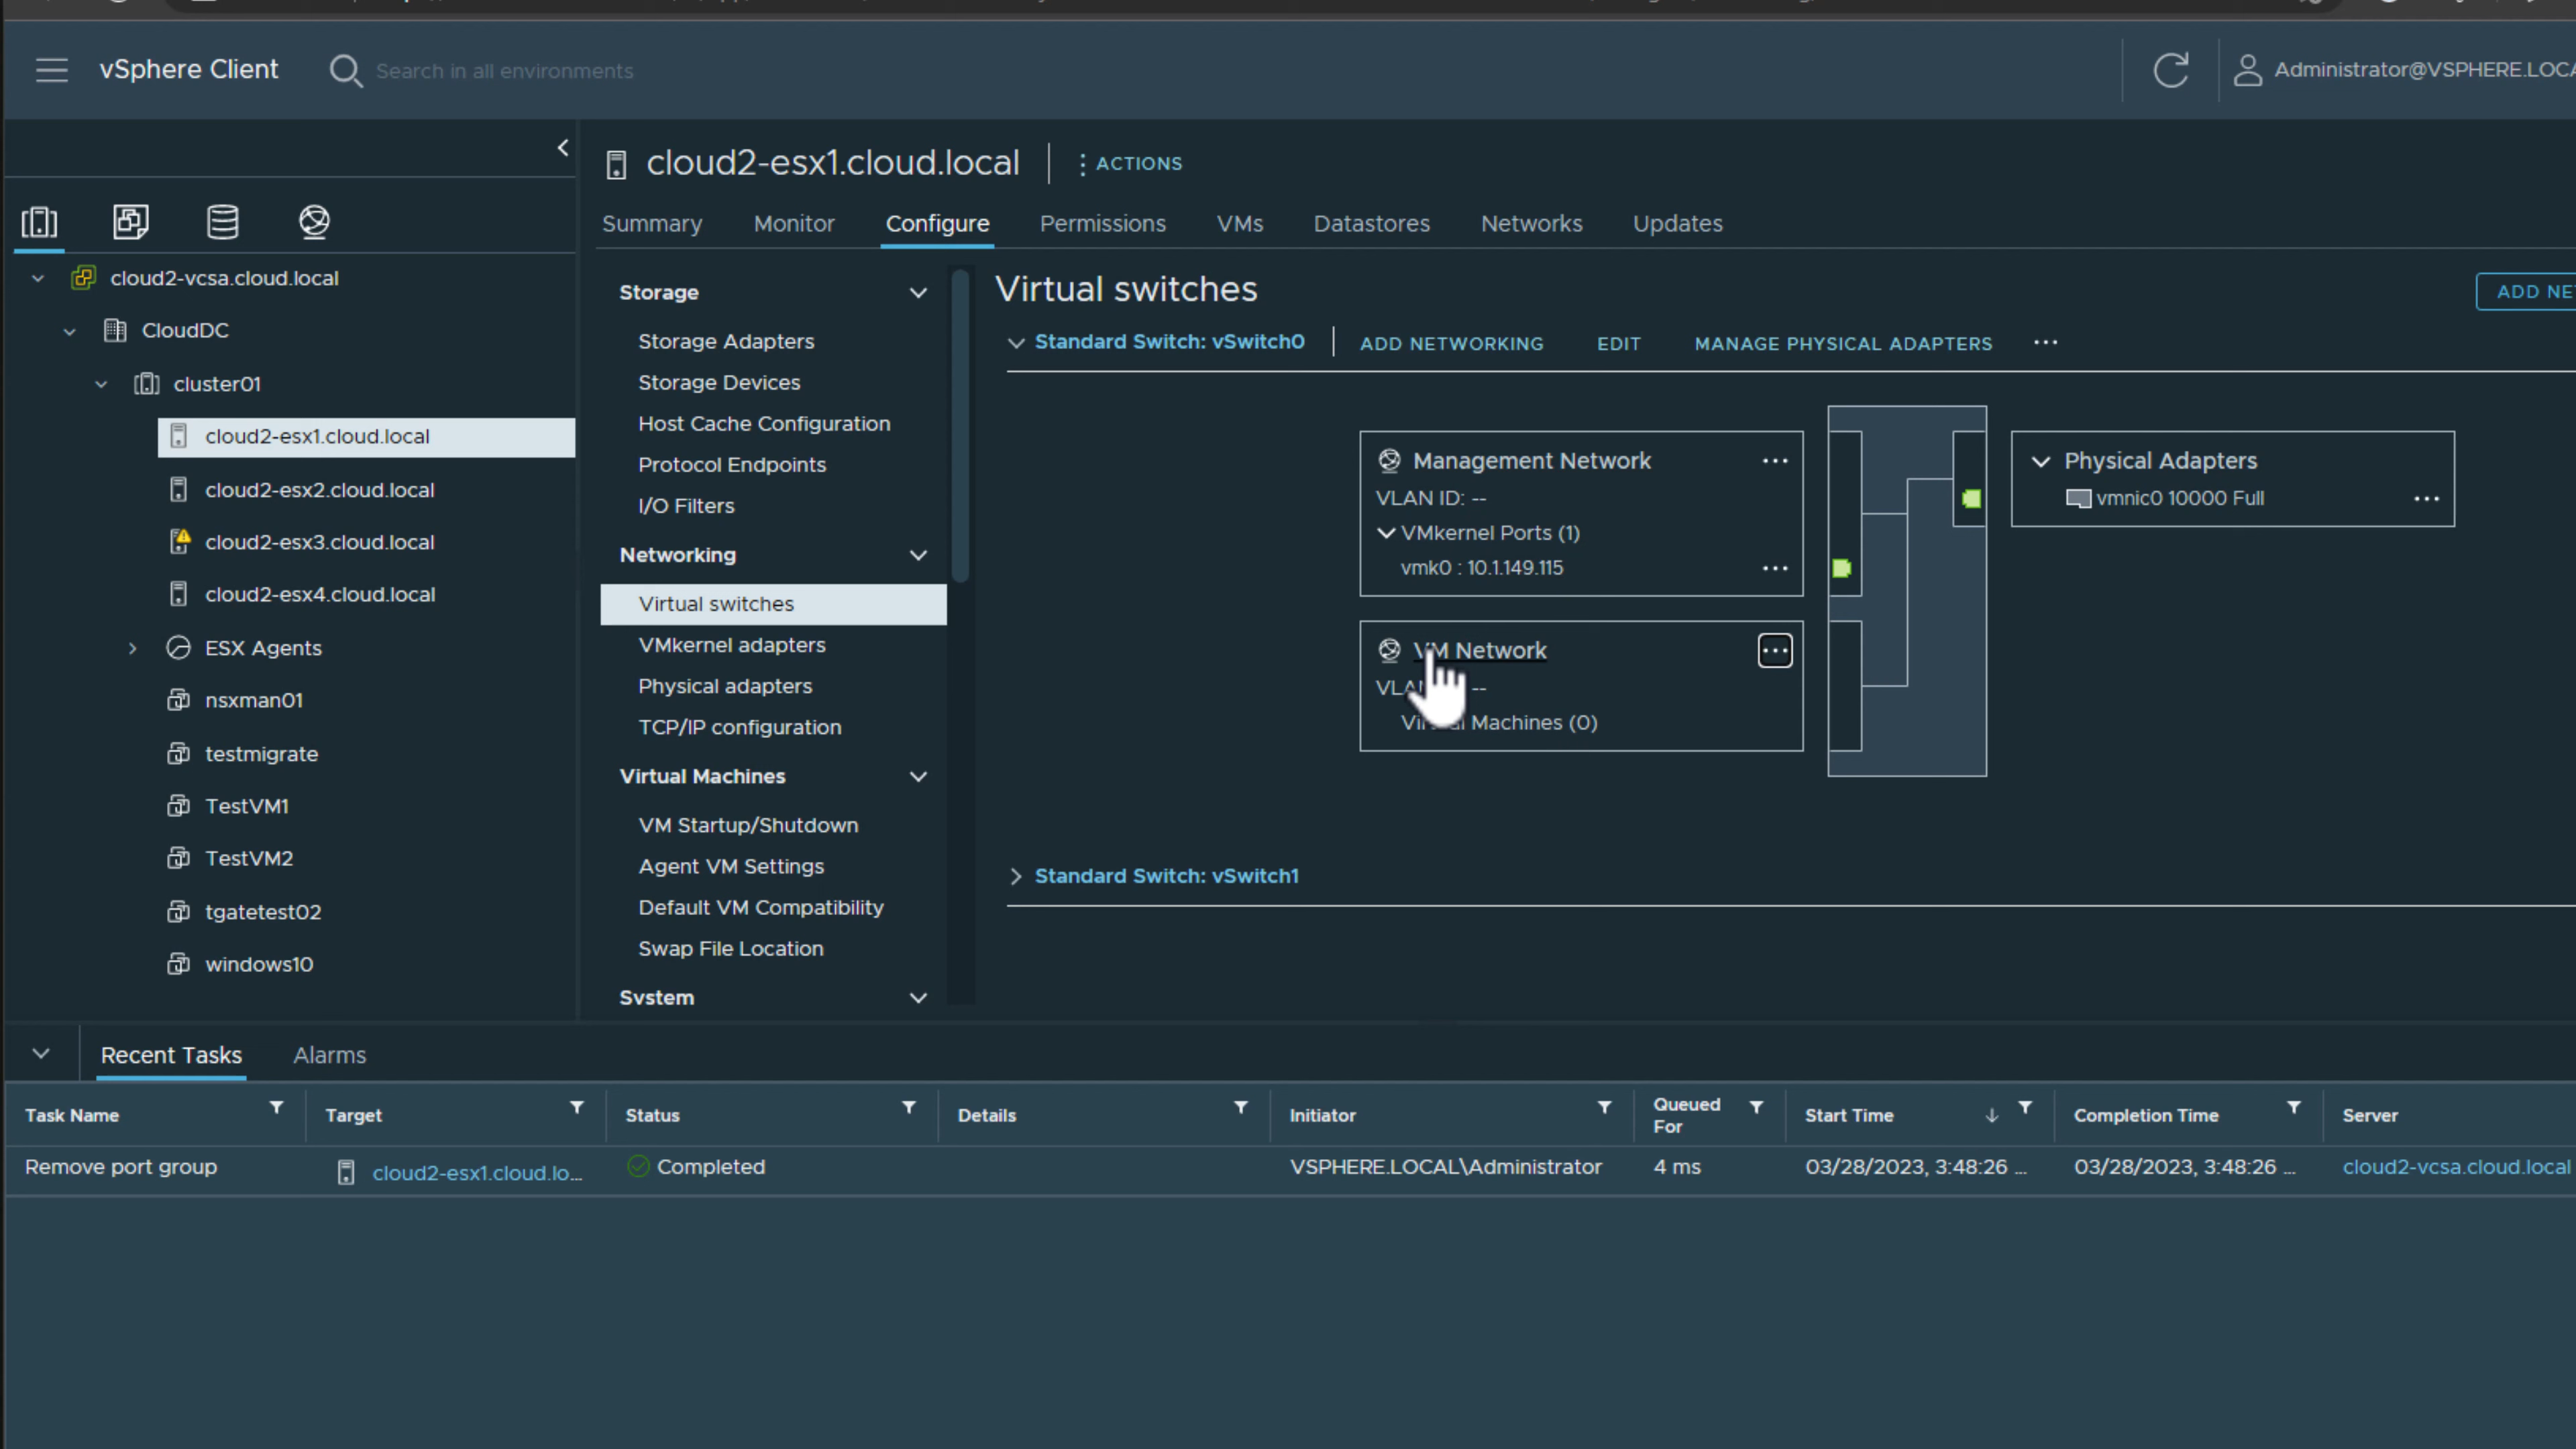 vSphere Client
Search in all environments
Administrator@VSPHERE.LOCA
cloud2-vcsa.cloud.local
CloudDC
cluster01
cloud2-esx1.cloud.local
cloud2-esx2.cloud.local
cloud2-esx3.cloud.local
cloud2-esx4.cloud.local
ESX Agents
nsxman01
testmigrate
TestVM1
TestVM2
tgatetest02
windows10
cloud2-esx1.cloud.local
ACTIONS
Summary Monitor Configure Permissions VMs Datastores Networks Updates
Storage
Storage Adapters
Storage Devices
Host Cache Configuration
Protocol Endpoints
I/O Filters
Networking
Virtual switches
VMkernel adapters
Physical adapters
TCP/IP configuration
Virtual Machines
VM Startup/Shutdown
Agent VM Settings
Default VM Compatibility
Swap File Location
System
Virtual switches
ADD NE
Standard Switch: vSwitch0 ADD NETWORKING EDIT MANAGE PHYSICAL ADAPTERS ...
Management Network ...
VLAN ID: --
VMkernel Ports (1)
vmk0 : 10.1.149.115 ...
VM Network ...
--
Machines (0)
Physical Adapters
vmnic0 10000 Full ...
Standard Switch: vSwitch1
Recent Tasks Alarms
Task Name Target Status Details Initiator Queued For Start Time Completion Time Server
Remove port group cloud2-esx1.cloud.lo... Completed VSPHERE.LOCAL\Administrator 4 ms 03/28/2023, 3:48:26 ... 03/28/2023, 3:48:26 ... cloud2-vcsa.cloud.local